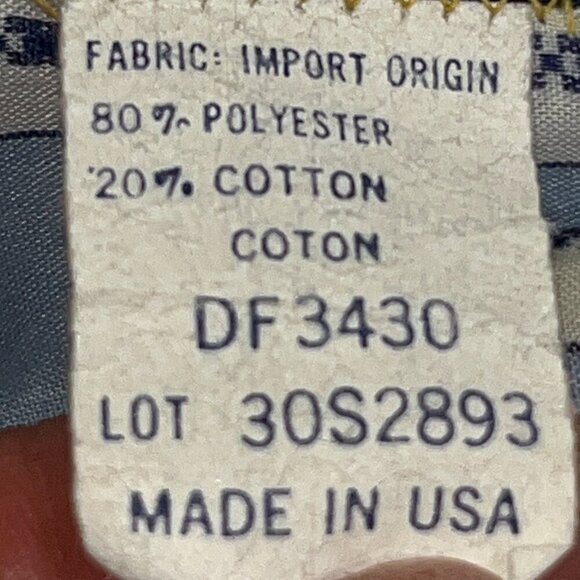 FABRIC: IMPORT ORIGIN
80% POLYESTER
20% COTTON
COTON
DF3430
LOT 30S2893
MADE IN USA